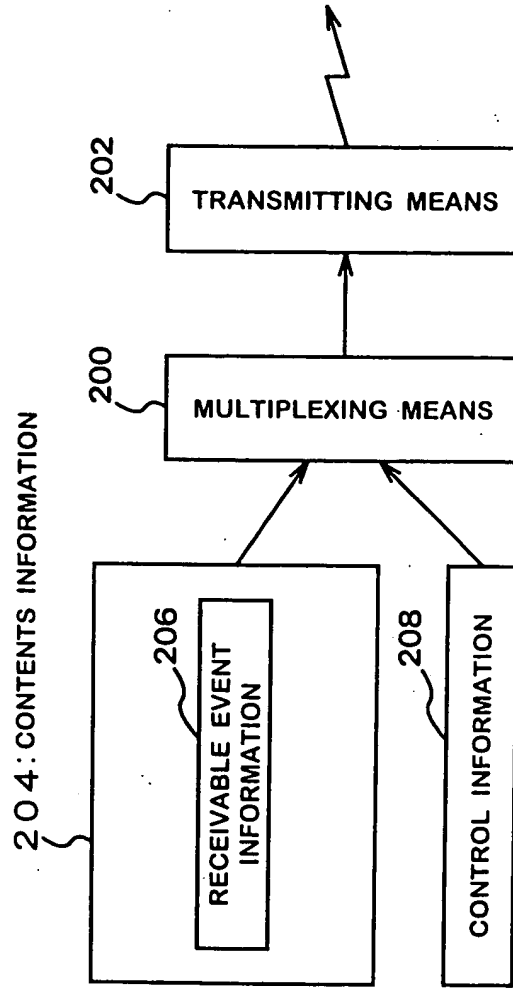 204: CONTENTS INFORMATION
206
RECEIVABLE EVENT
INFORMATION
208
CONTROL INFORMATION
200
MULTIPLEXING MEANS
202
TRANSMITTING MEANS